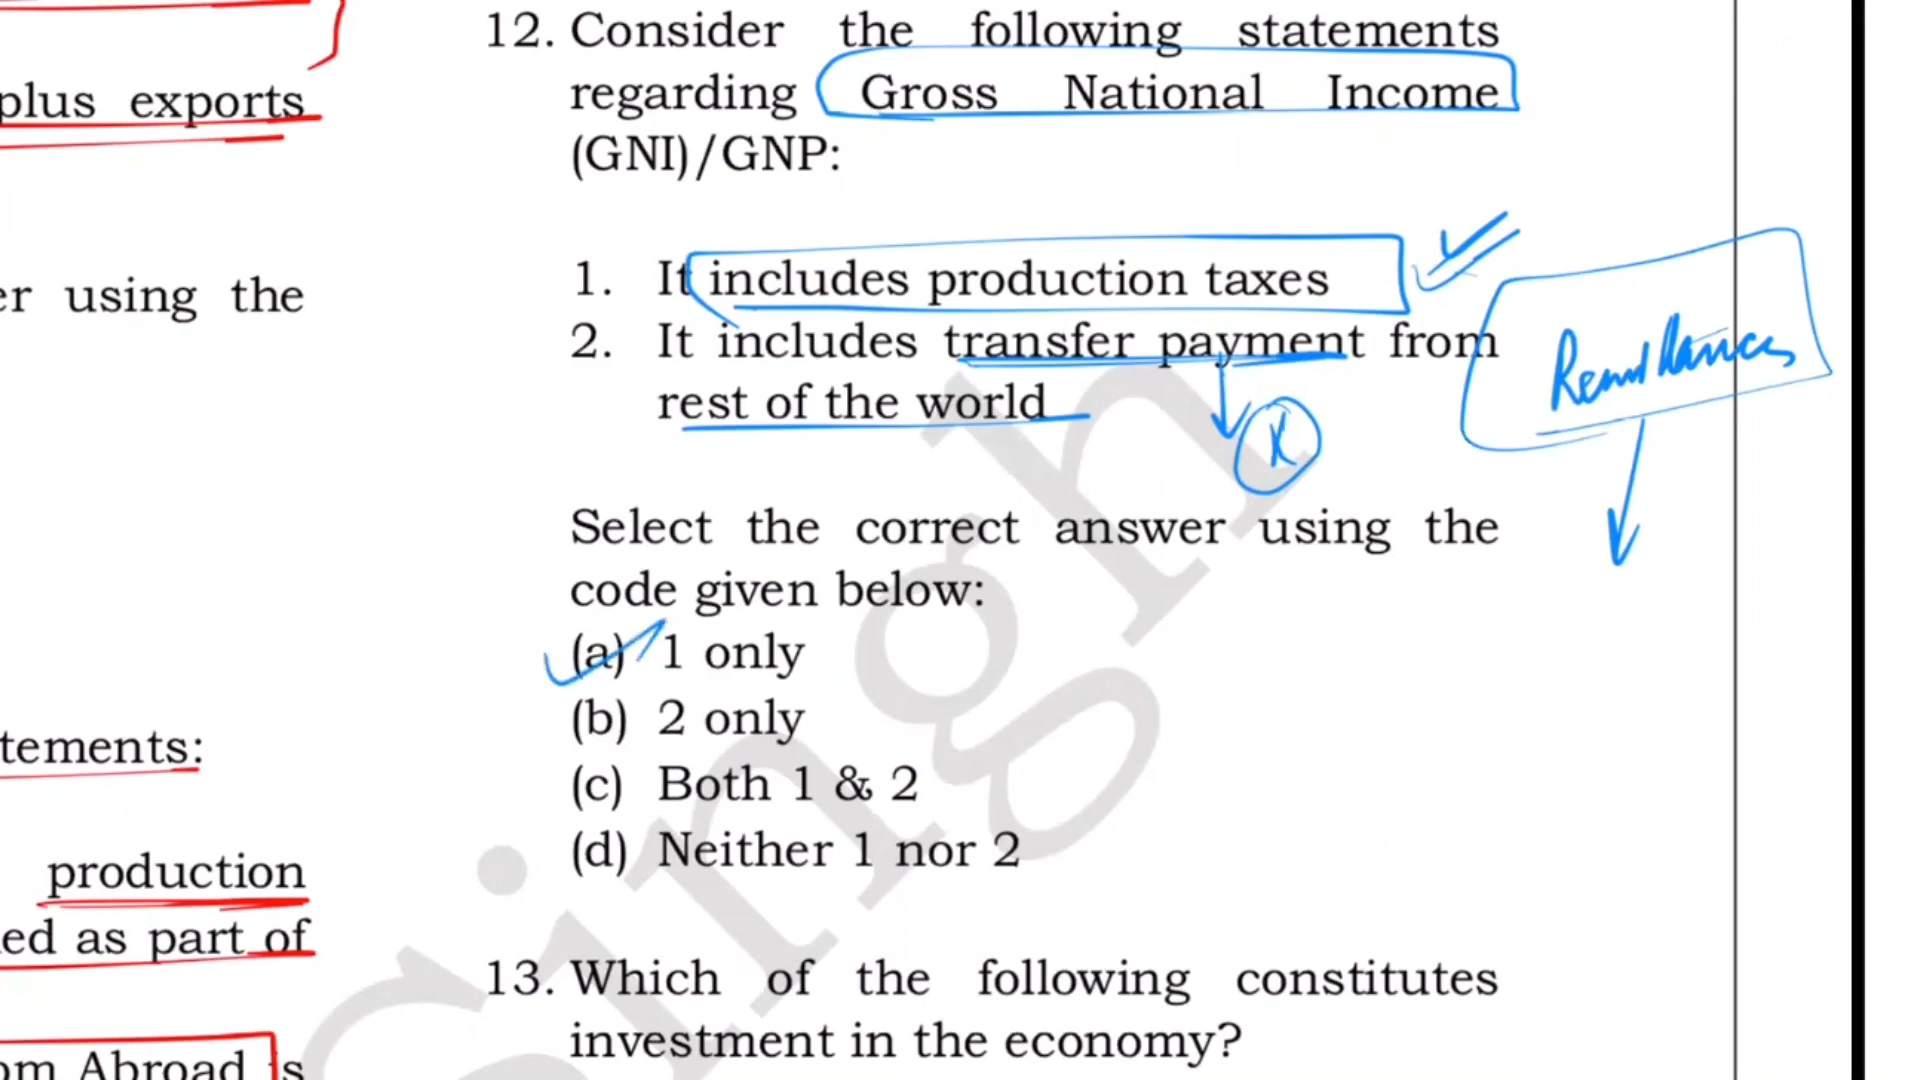 plus exports
er using the
tements:
production
ed as part of
om Abroad is
12. Consider the following statements
regarding Gross National Income
(GNI)/GNP:
1. It includes production taxes
2. It includes transfer payment from
rest of the world
Remittances
Select the correct answer using the
code given below:
(a) 1 only
(b) 2 only
(c) Both 1 & 2
(d) Neither 1 nor 2
13. Which of the following constitutes
investment in the economy?
Singh